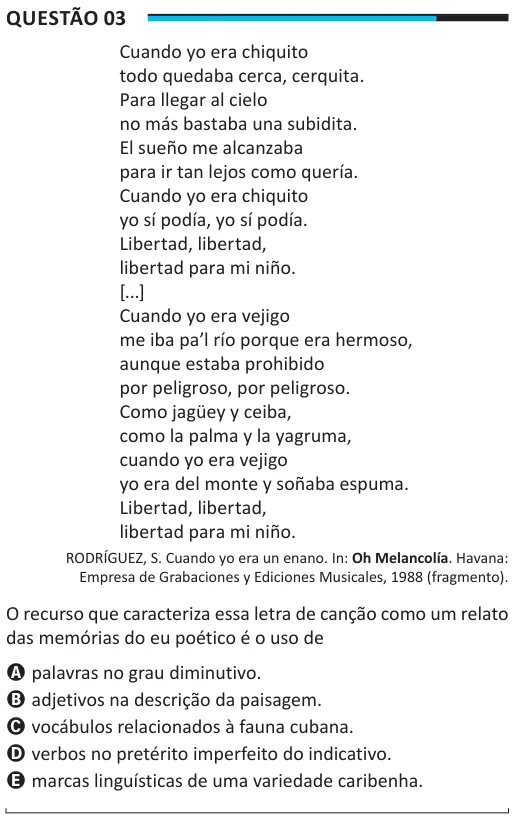 QUESTÃO 03
Cuando yo era chiquito
todo quedaba cerca, cerquita.
Para llegar al cielo
no más bastaba una subidita.
El sueño me alcanzaba
para ir tan lejos como quería.
Cuando yo era chiquito
yo sí podía, yo sí podía.
Libertad, libertad,
libertad para mi niño.
[...]
Cuando yo era vejigo
me iba pa’l río porque era hermoso,
aunque estaba prohibido
por peligroso, por peligroso.
Como jagüey y ceiba,
como la palma y la yagruma,
cuando yo era vejigo
yo era del monte y soñaba espuma.
Libertad, libertad,
libertad para mi niño.
RODRÍGUEZ, S. Cuando yo era un enano. In: Oh Melancolía. Havana:
Empresa de Grabaciones y Ediciones Musicales, 1988 (fragmento).
O recurso que caracteriza essa letra de canção como um relato
das memórias do eu poético é o uso de
A palavras no grau diminutivo.
B adjetivos na descrição da paisagem.
C vocábulos relacionados à fauna cubana.
D verbos no pretérito imperfeito do indicativo.
E marcas linguísticas de uma variedade caribenha.